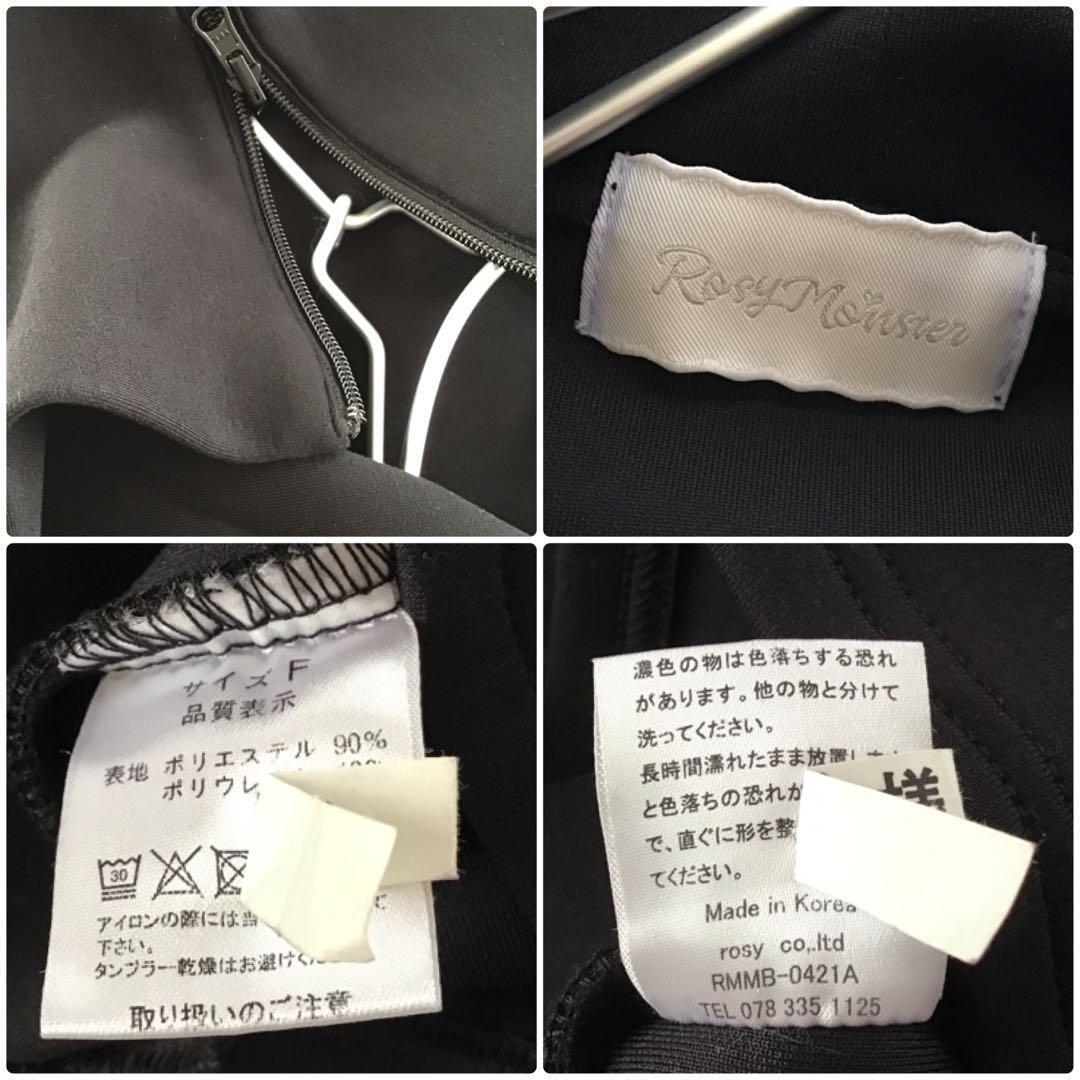 RosyMonster
サイズ F
品質表示
表地 ポリエステル 90%
ポリウレ
30
アイロンの際には当
下さい。
タンブラー乾燥はお避けく
取り扱いのご注意
濃色の物は色落ちする恐れ
があります。他の物と分けて
洗ってください。
長時間濡れたまま放置しま
と色落ちの恐れが
で、直ぐに形を整
てください。
様
Made in Korea
rosy co,.ltd
RMMB-0421A
TEL 078 335 1125